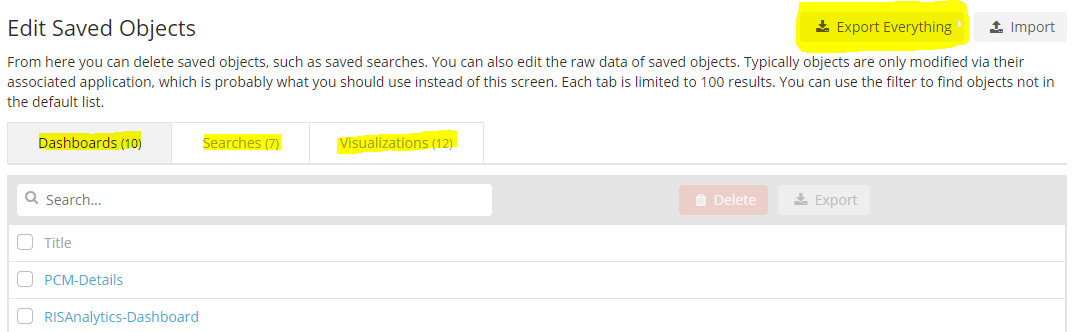 Edit Saved Objects
Export Everything
Import
From here you can delete saved objects, such as saved searches. You can also edit the raw data of saved objects. Typically objects are only modified via their
associated application, which is probably what you should use instead of this screen. Each tab is limited to 100 results. You can use the filter to find objects not in
the default list.
Dashboards (10)
Searches (7)
Visualizations (12)
Search...
Delete
Export
Title
PCM-Details
RISAnalytics-Dashboard